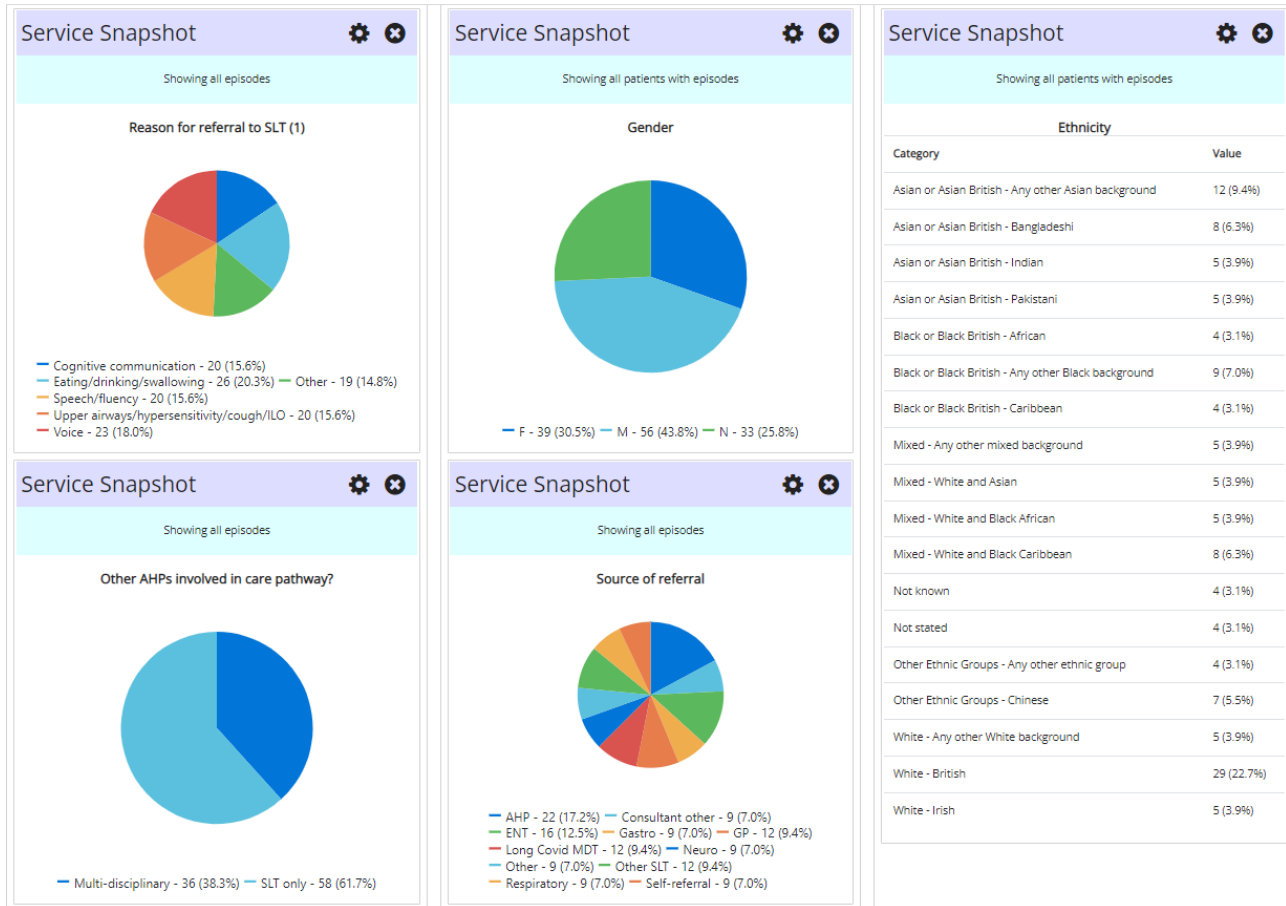 Service Snapshot
Showing all episodes
Reason for referral to SLT (1)
Cognitive communication - 20 (15.6%)
Eating/drinking/swallowing - 26 (20.3%) Other - 19 (14.8%)
Speech/fluency - 20 (15.6%)
Upper airways/hypersensitivity/cough/ILO - 20 (15.6%)
Voice - 23 (18.0%)
Service Snapshot
Showing all episodes
Other AHPs involved in care pathway?
Multi-disciplinary - 36 (38.3%) SLT only - 58 (61.7%)
Service Snapshot
Showing all patients with episodes
Gender
F - 39 (30.5%) M - 56 (43.8%) N - 33 (25.8%)
Service Snapshot
Showing all episodes
Source of referral
AHP - 22 (17.2%) Consultant other - 9 (7.0%)
ENT - 16 (12.5%) Gastro - 9 (7.0%) GP - 12 (9.4%)
Long Covid MDT - 12 (9.4%) Neuro - 9 (7.0%)
Other - 9 (7.0%) Other SLT - 12 (9.4%)
Respiratory - 9 (7.0%) Self-referral - 9 (7.0%)
Service Snapshot
Showing all patients with episodes
Ethnicity
Category Value
Asian or Asian British - Any other Asian background 12 (9.4%)
Asian or Asian British - Bangladeshi 8 (6.3%)
Asian or Asian British - Indian 5 (3.9%)
Asian or Asian British - Pakistani 5 (3.9%)
Black or Black British - African 4 (3.1%)
Black or Black British - Any other Black background 9 (7.0%)
Black or Black British - Caribbean 4 (3.1%)
Mixed - Any other mixed background 5 (3.9%)
Mixed - White and Asian 5 (3.9%)
Mixed - White and Black African 5 (3.9%)
Mixed - White and Black Caribbean 8 (6.3%)
Not known 4 (3.1%)
Not stated 4 (3.1%)
Other Ethnic Groups - Any other ethnic group 4 (3.1%)
Other Ethnic Groups - Chinese 7 (5.5%)
White - Any other White background 5 (3.9%)
White - British 29 (22.7%)
White - Irish 5 (3.9%)